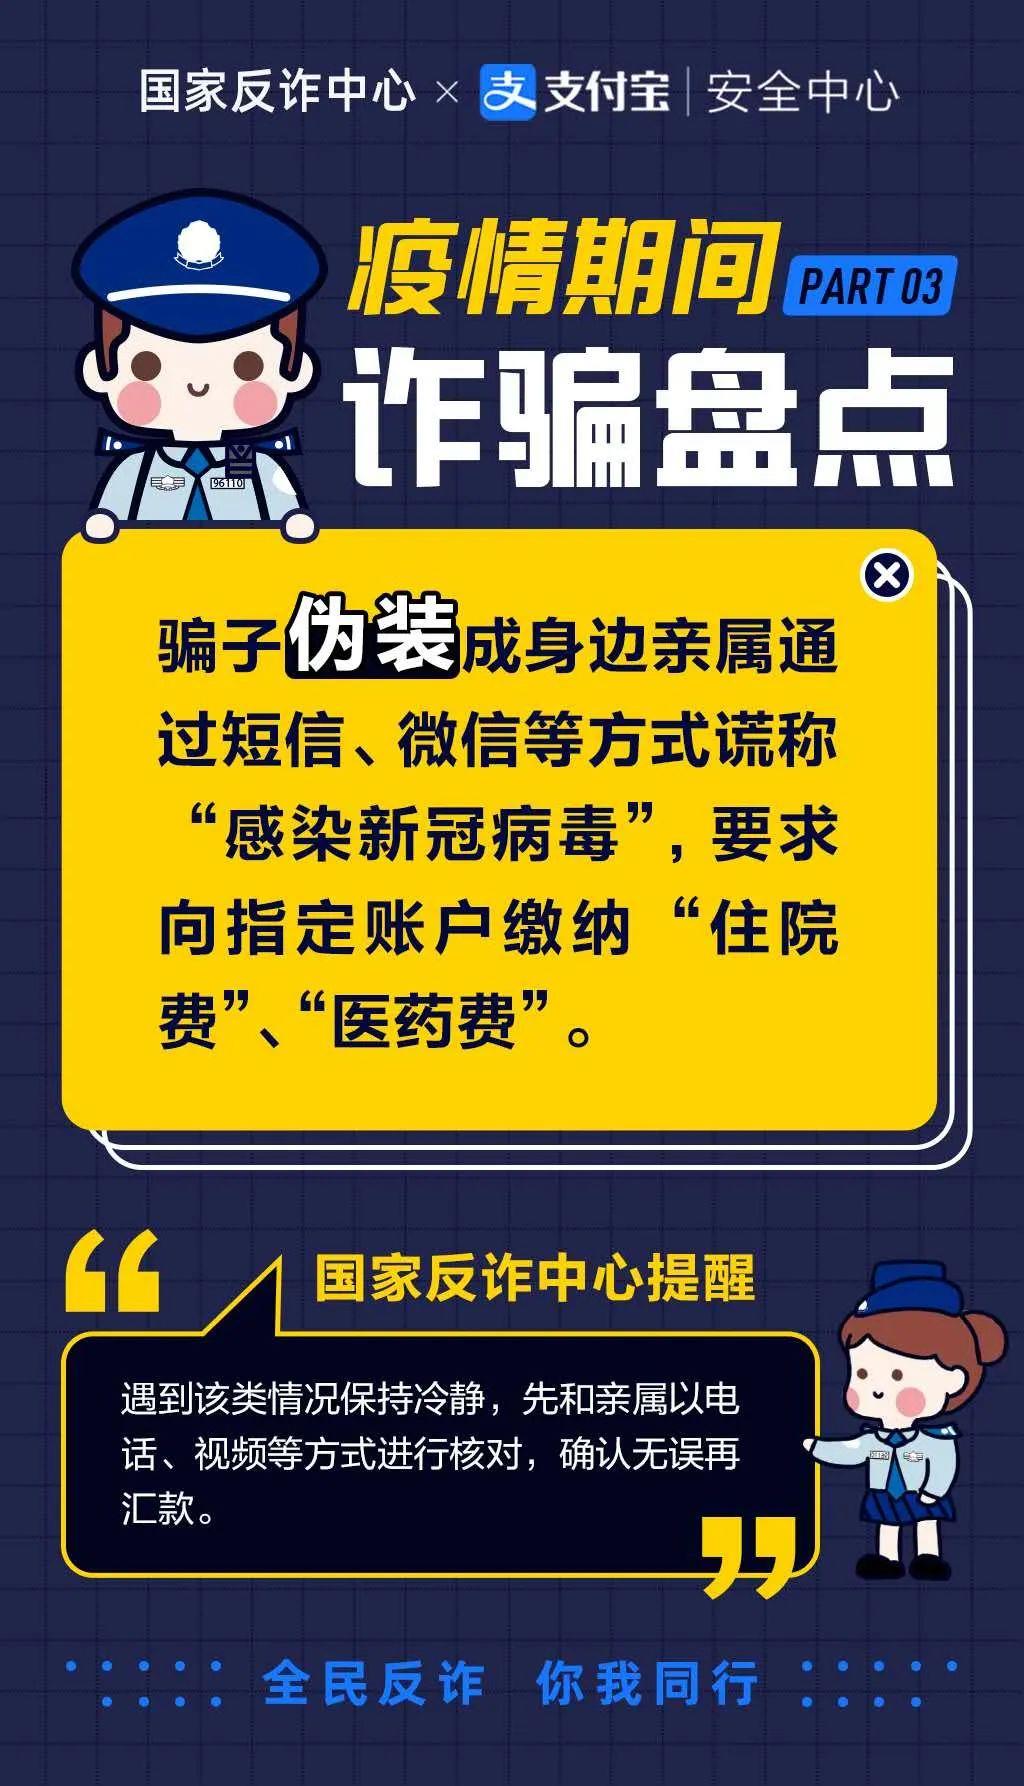 国家反诈中心 × 支 支付宝 | 安全中心
疫情期间 PART 03
诈骗盘点
96110
骗子伪装成身边亲属通
过短信、微信等方式谎称
“感染新冠病毒”，要求
向指定账户缴纳“住院
费”、“医药费”。
国家反诈中心提醒
遇到该类情况保持冷静，先和亲属以电
话、视频等方式进行核对，确认无误再
汇款。
全民反诈 你我同行